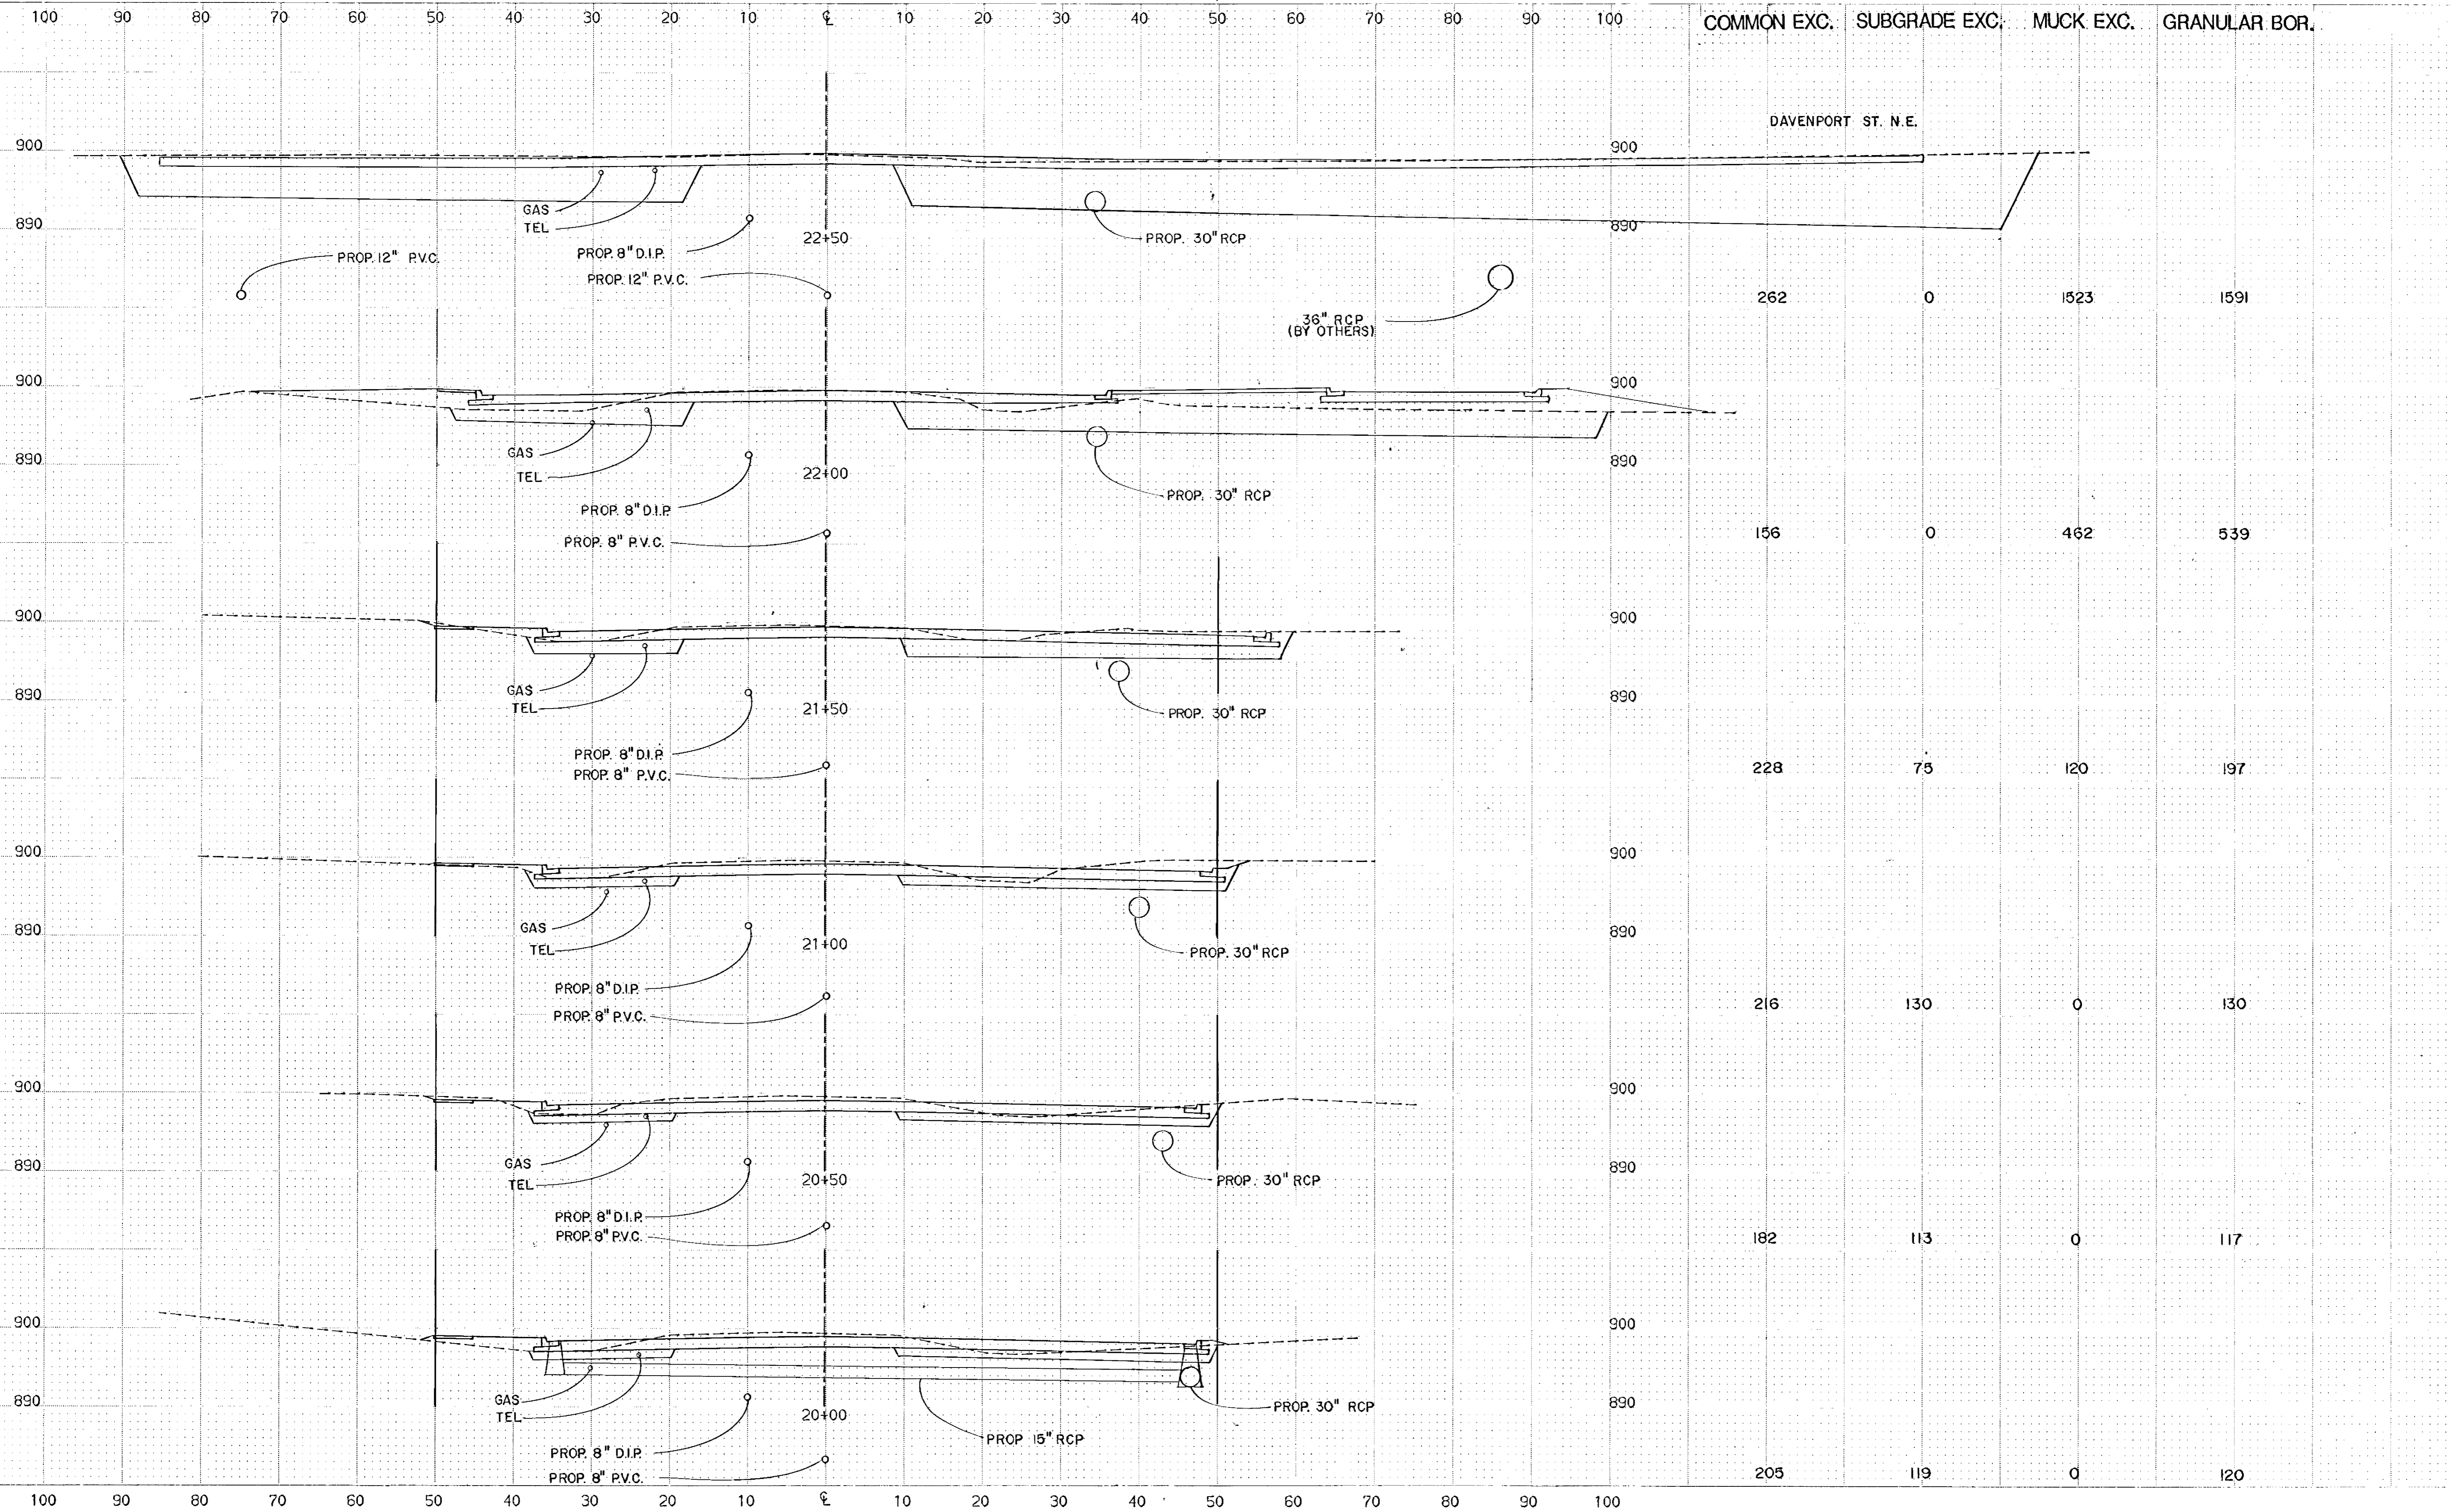 100 90 80 70 60 50 40 30 20 10 ℄ 10 20 30 40 50 60 70 80 90 100
COMMON EXC. SUBGRADE EXC. MUCK EXC. GRANULAR BOR.
DAVENPORT ST. N.E.
900 900
GAS
TEL
890 890
22+50
PROP. 30" RCP
PROP. 8" D.I.P.
PROP. 12" P.V.C.
PROP. 12" P.V.C.
36" RCP
(BY OTHERS)
262 0 1523 1591
900 900
GAS
890 890
TEL
22+00
PROP. 30" RCP
PROP. 8" D.I.P.
PROP. 8" P.V.C.
156 0 462 539
900 900
GAS
890 890
TEL
21+50
PROP. 30" RCP
PROP. 8" D.I.P.
PROP. 8" P.V.C.
228 75 120 197
900 900
GAS
890 890
TEL
21+00
PROP. 30" RCP
PROP. 8" D.I.P.
PROP. 8" P.V.C.
216 130 0 130
900 900
GAS
890 890
TEL
20+50
PROP. 30" RCP
PROP. 8" D.I.P.
PROP. 8" P.V.C.
182 113 0 117
900 900
GAS
890 890
TEL
20+00
PROP. 30" RCP
PROP 15" RCP
PROP. 8" D.I.P.
PROP. 8" P.V.C.
205 119 0 120
100 90 80 70 60 50 40 30 20 10 ℄ 10 20 30 40 50 60 70 80 90 100